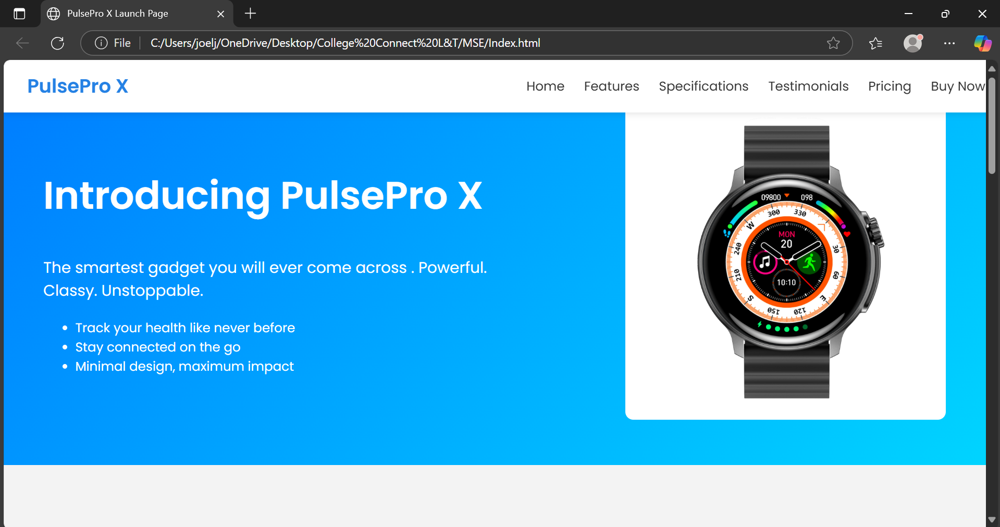 PulsePro X Launch Page
File
C:/Users/joelj/OneDrive/Desktop/College%20Connect%20L&T/MSE/Index.html
PulsePro X
Home Features Specifications Testimonials Pricing Buy Now
Introducing PulsePro X
The smartest gadget you will ever come across . Powerful.
Classy. Unstoppable.
• Track your health like never before
• Stay connected on the go
• Minimal design, maximum impact
09800 098
300 330
W
MON
20
240 30
210 60
10:10
S E
150 120